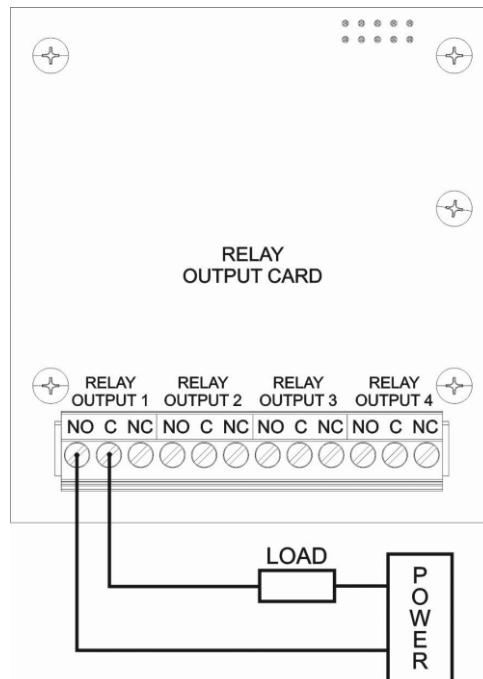 RELAY
OUTPUT CARD
RELAY OUTPUT 1
RELAY OUTPUT 2
RELAY OUTPUT 3
RELAY OUTPUT 4
NO C NC NO C NC NO C NC NO C NC
LOAD
POWER